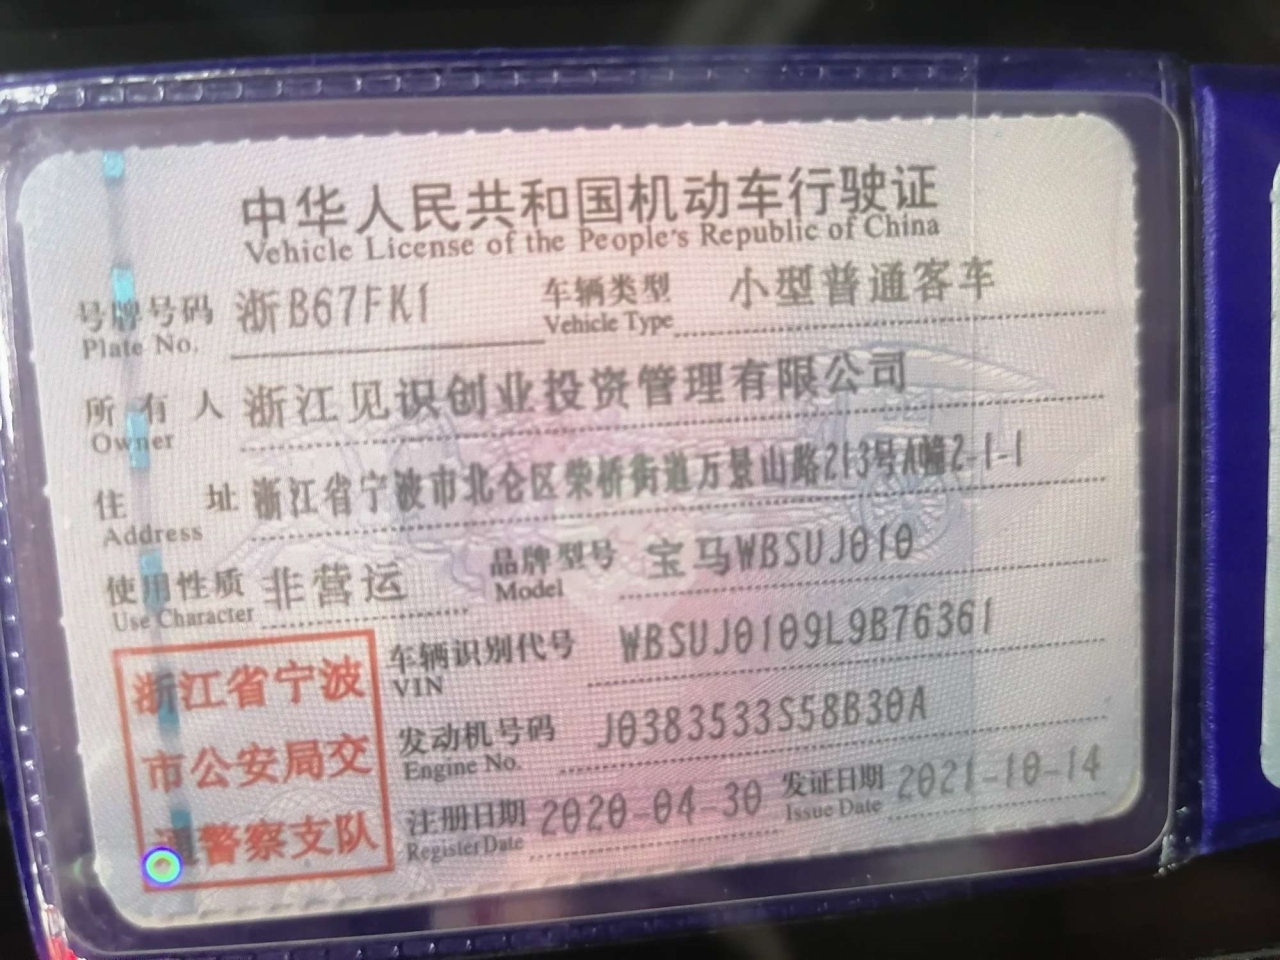 中华人民共和国机动车行驶证
Vehicle License of the People's Republic of China
号牌号码 浙B67FK1 车辆类型 小型普通客车
Plate No. Vehicle Type
所有人 浙江见识创业投资管理有限公司
Owner
住址 浙江省宁波市北仑区柴桥街道万景山路213号A幢2-1-1
Address
使用性质 非营运 品牌型号 宝马WBSUJ010
Use Character Model
车辆识别代号 WBSUJ0109L9B76361
VIN
发动机号码 J0383533S58B30A
Engine No.
注册日期 2020-04-30 发证日期 2021-10-14
Register Date Issue Date
浙江省宁波
市公安局交
通警察支队